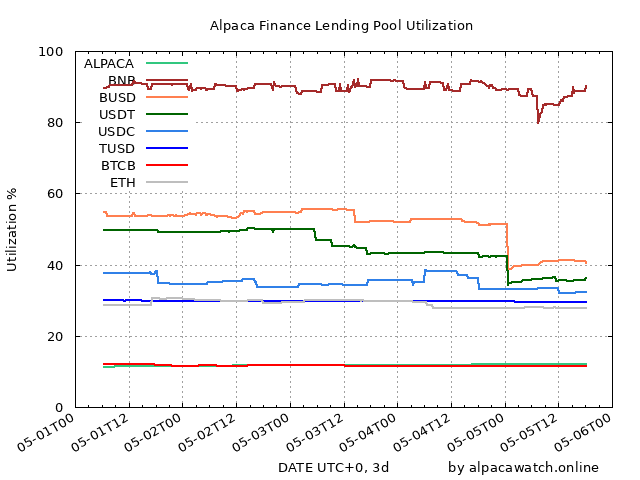 Alpaca Finance Lending Pool Utilization
Utilization %
100
80
60
40
20
0
ALPACA
BNB
BUSD
USDT
USDC
TUSD
BTCB
ETH
05-01T00
05-01T12
05-02T00
05-02T12
05-03T00
05-03T12
05-04T00
05-04T12
05-05T00
05-05T12
05-06T00
DATE UTC+0, 3d
by alpacawatch.online